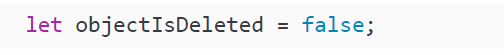 let objectIsDeleted = false;